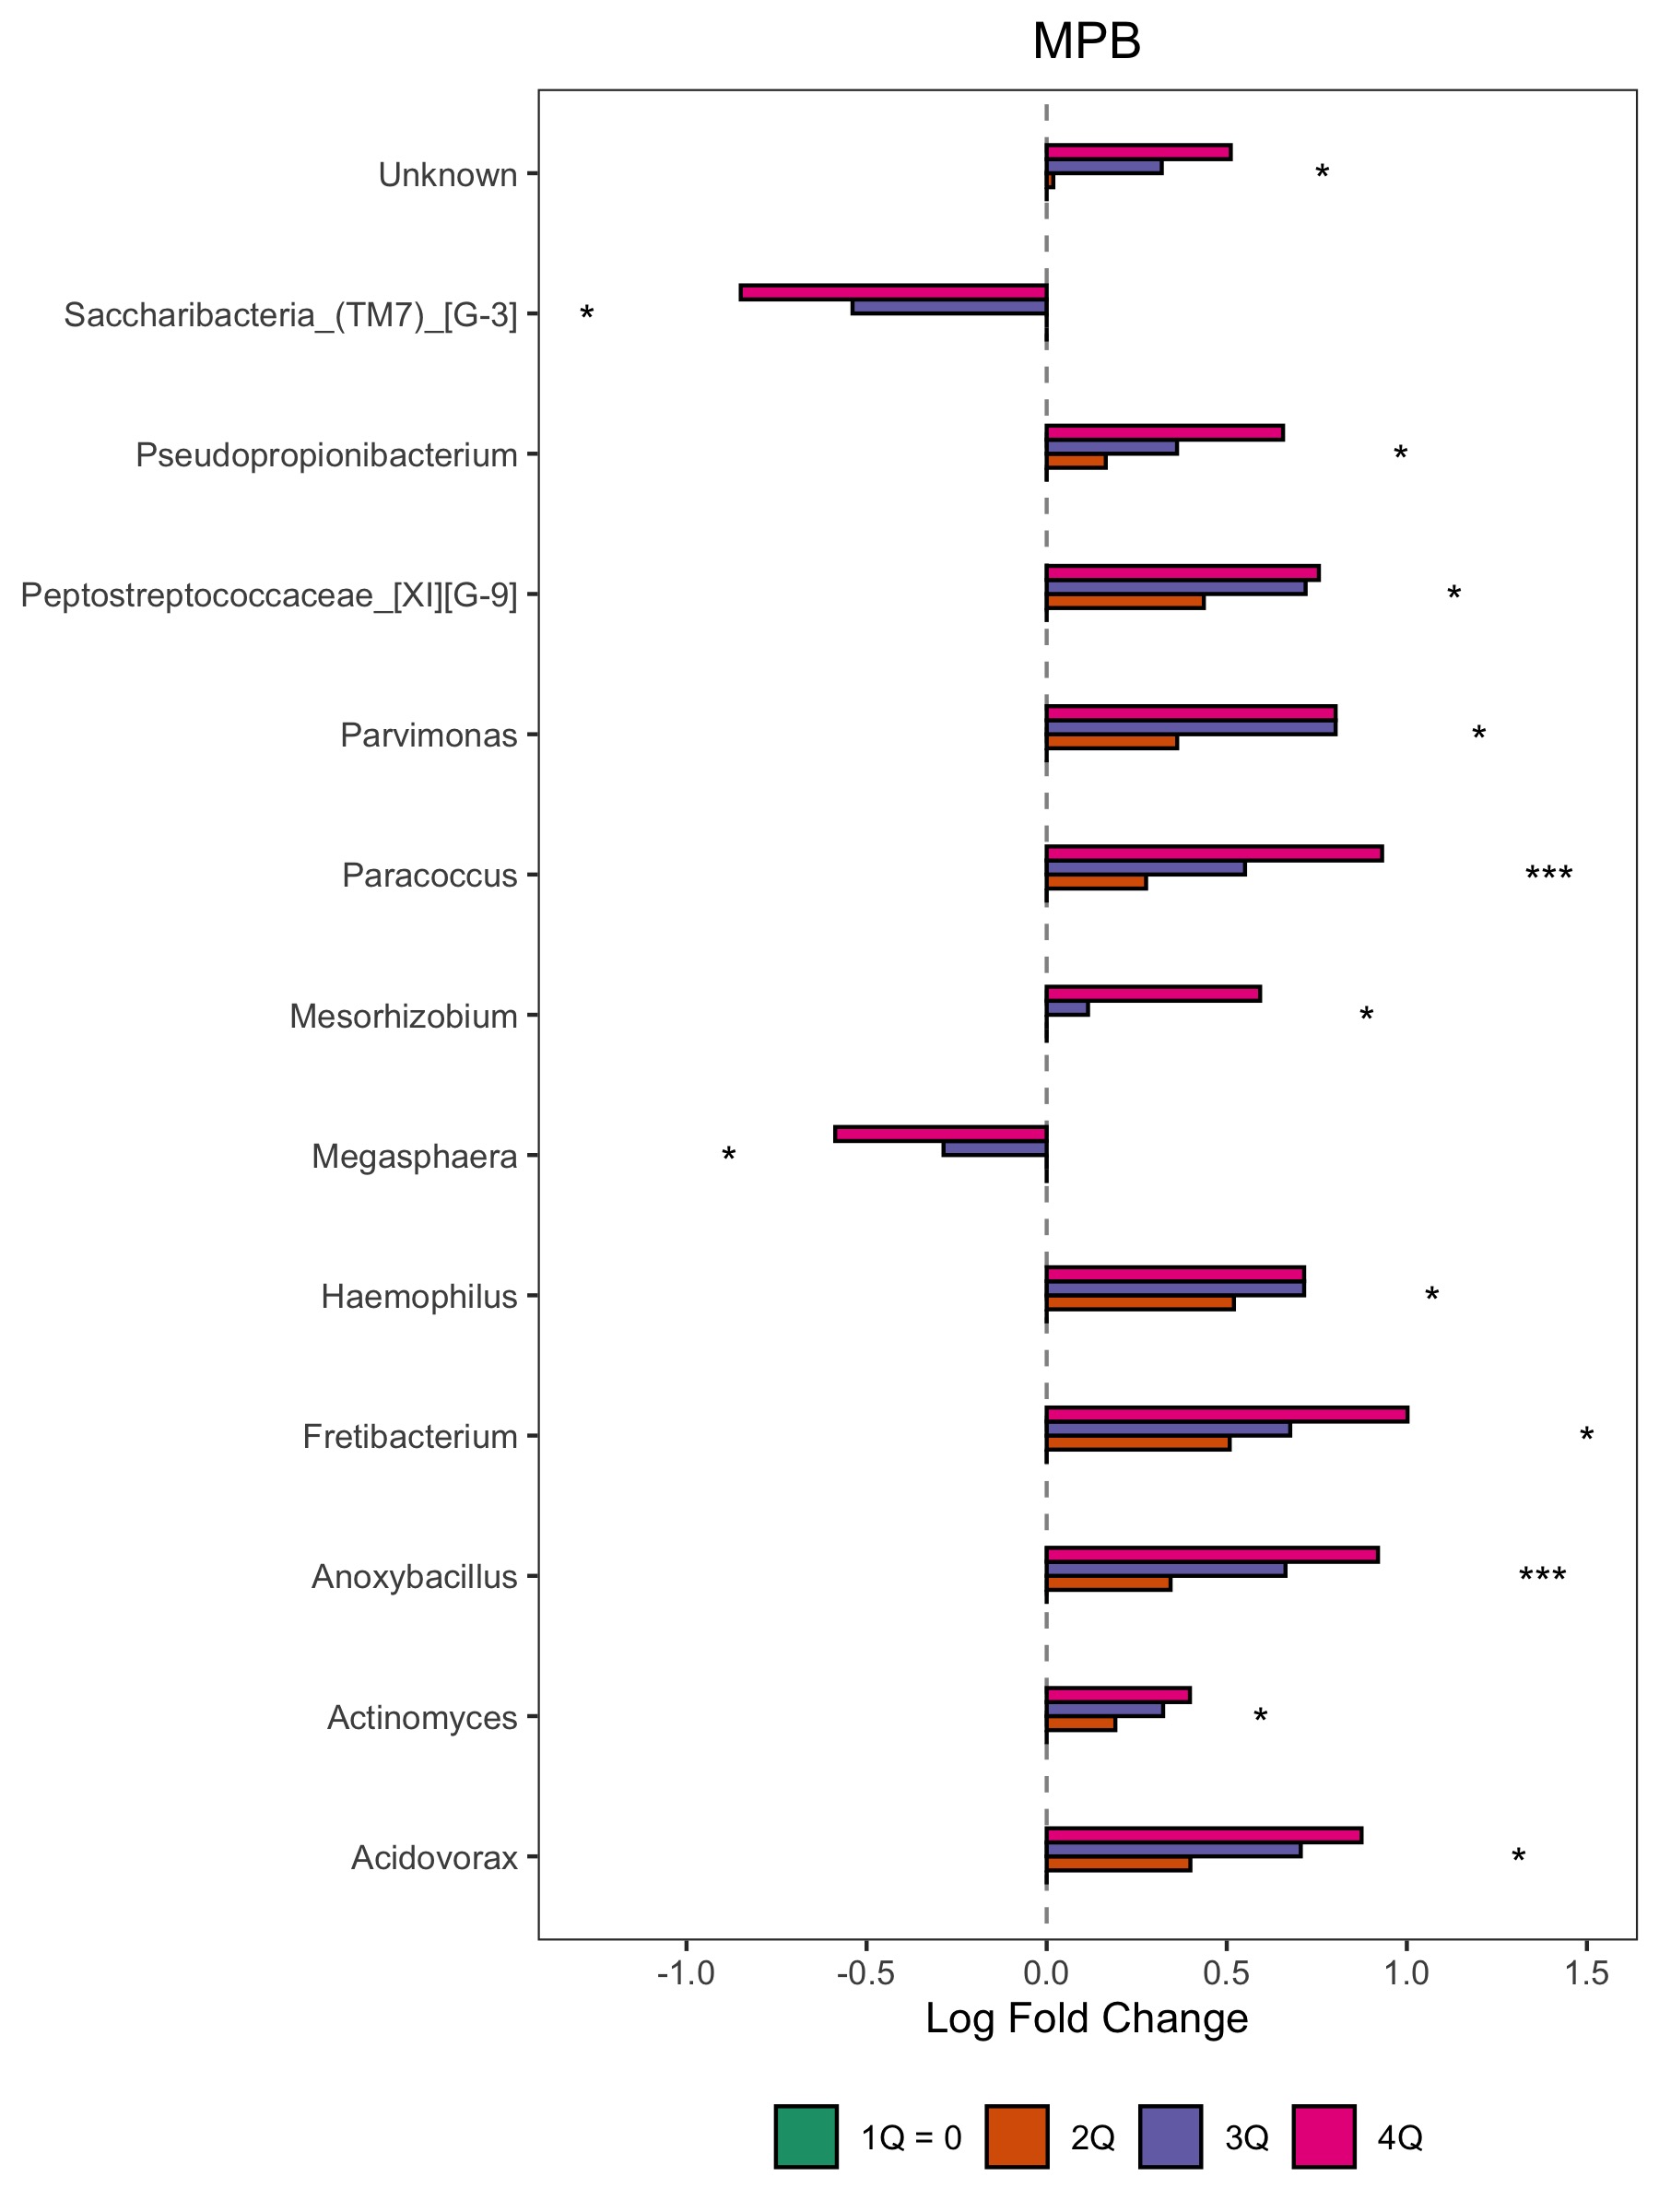 MPB
Unknown
*
Saccharibacteria_(TM7)_[G-3]
*
Pseudopropionibacterium
*
Peptostreptococcaceae_[XI][G-9]
*
Parvimonas
*
Paracoccus
***
Mesorhizobium
*
Megasphaera
*
Haemophilus
*
Fretibacterium
*
Anoxybacillus
***
Actinomyces
*
Acidovorax
*
-1.0 -0.5 0.0 0.5 1.0 1.5
Log Fold Change
1Q = 0 2Q 3Q 4Q